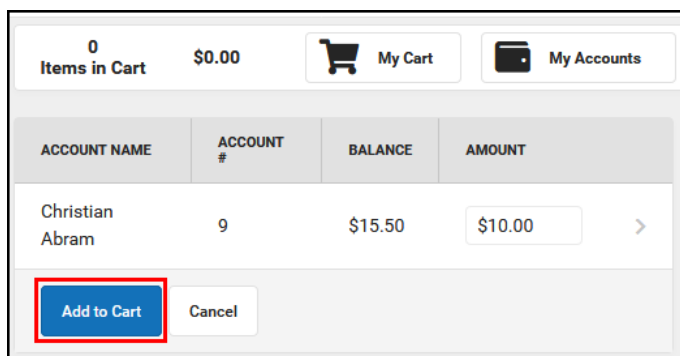 0
Items in Cart
$0.00
My Cart
My Accounts
ACCOUNT NAME
ACCOUNT
#
BALANCE
AMOUNT
Christian
Abram
9
$15.50
$10.00
Add to Cart
Cancel